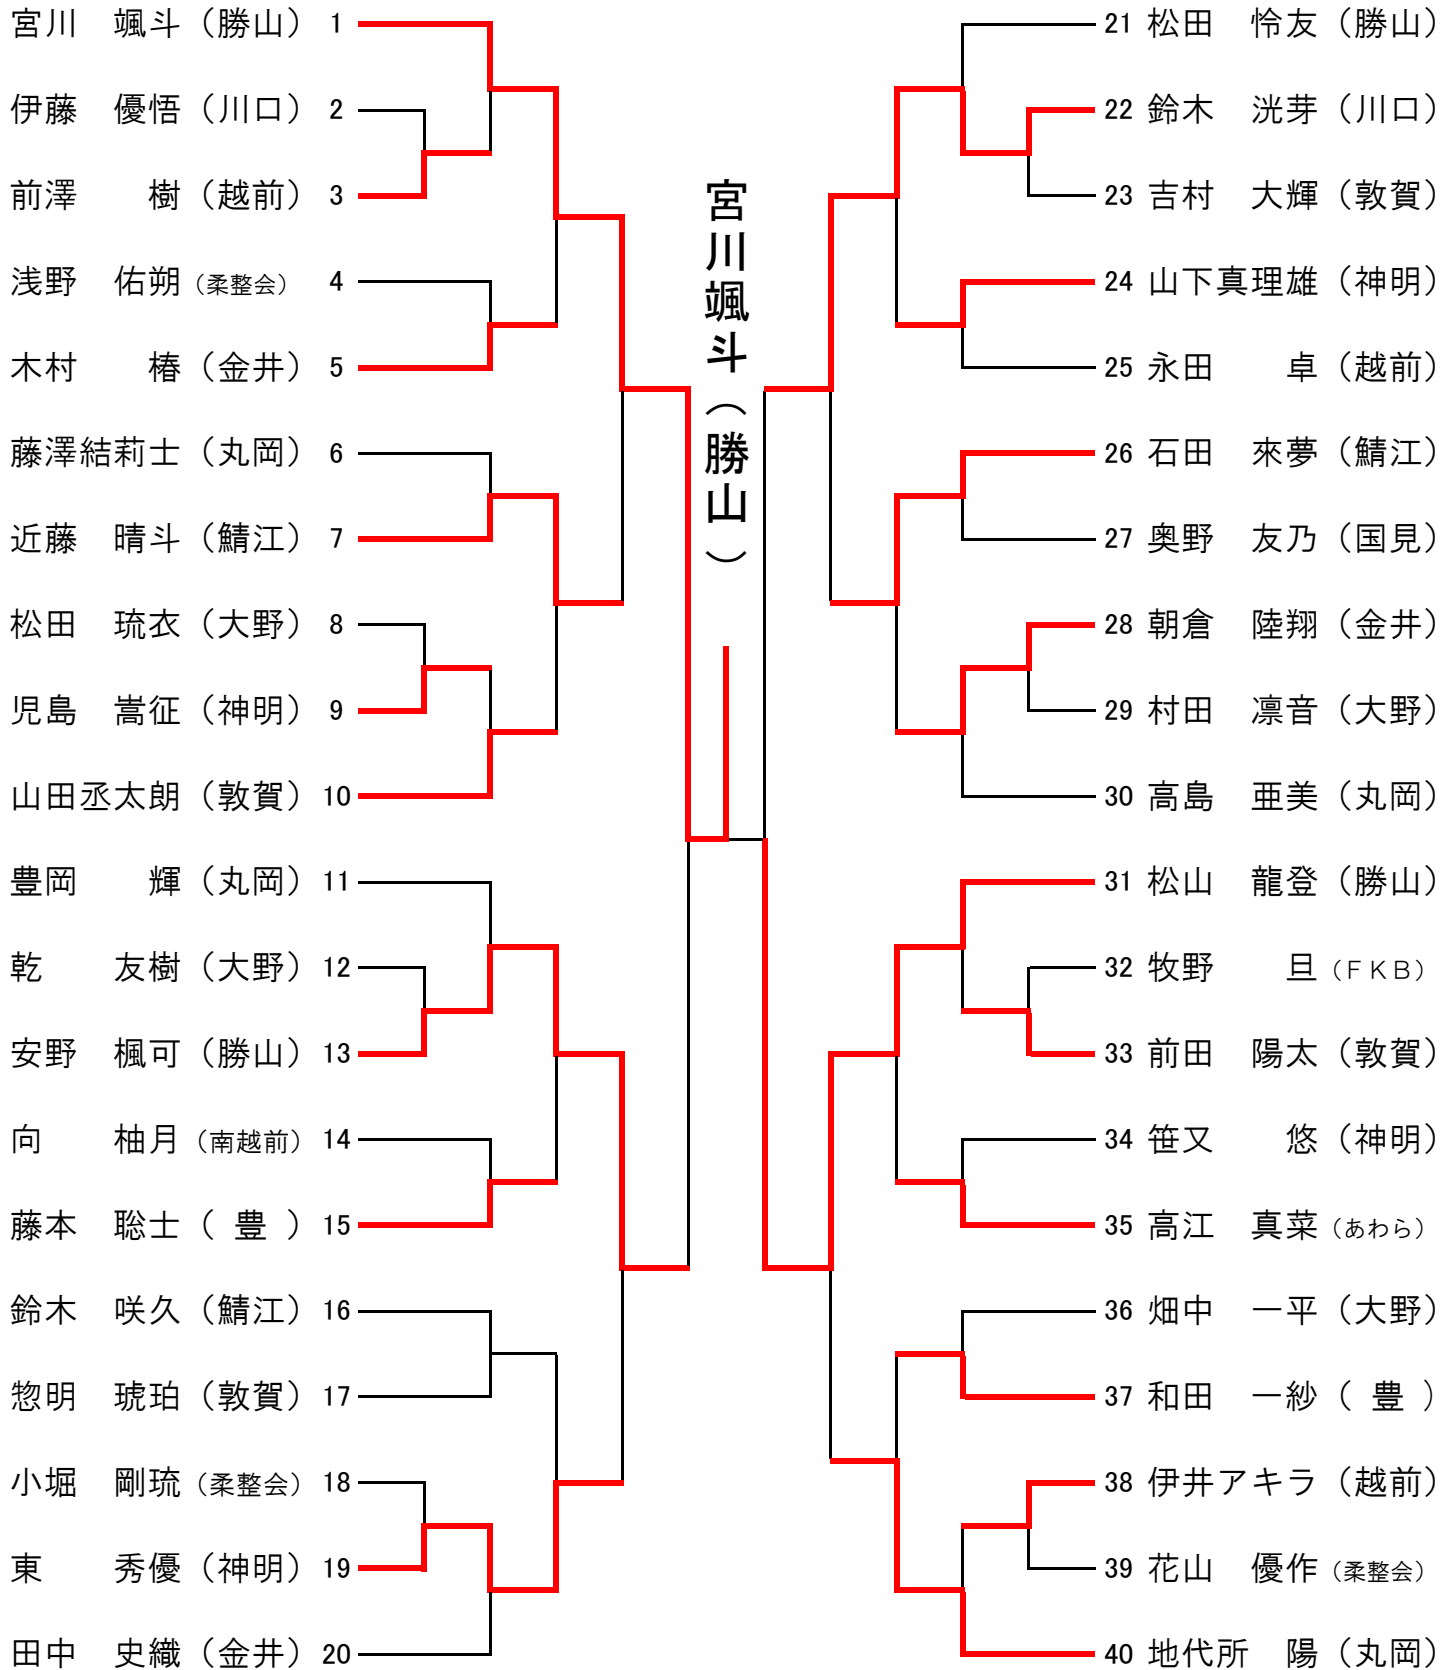 宮川　颯斗（勝山） 1
伊藤　優悟（川口） 2
前澤　　樹（越前） 3
浅野　佑朔（柔整会） 4
木村　　椿（金井） 5
藤澤結莉士（丸岡） 6
近藤　晴斗（鯖江） 7
松田　琉衣（大野） 8
児島　嵩征（神明） 9
山田丞太朗（敦賀） 10
豊岡　　輝（丸岡） 11
乾　　友樹（大野） 12
安野　楓可（勝山） 13
向　　柚月（南越前） 14
藤本　聡士（ 豊 ） 15
鈴木　咲久（鯖江） 16
惣明　琥珀（敦賀） 17
小堀　剛琉（柔整会） 18
東　　秀優（神明） 19
田中　史織（金井） 20
宮川颯斗（勝山）
21 松田　怜友（勝山）
22 鈴木　洸芽（川口）
23 吉村　大輝（敦賀）
24 山下真理雄（神明）
25 永田　　卓（越前）
26 石田　來夢（鯖江）
27 奥野　友乃（国見）
28 朝倉　陸翔（金井）
29 村田　凛音（大野）
30 高島　亜美（丸岡）
31 松山　龍登（勝山）
32 牧野　　旦（ＦＫＢ）
33 前田　陽太（敦賀）
34 笹又　　悠（神明）
35 高江　真菜（あわら）
36 畑中　一平（大野）
37 和田　一紗（ 豊 ）
38 伊井アキラ（越前）
39 花山　優作（柔整会）
40 地代所　陽（丸岡）